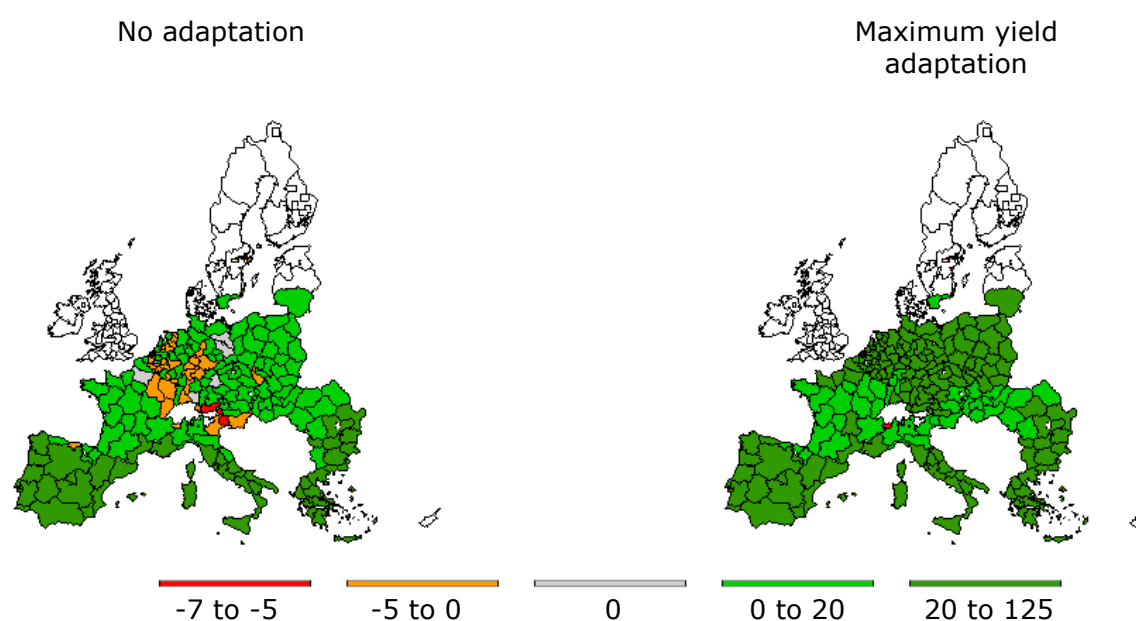 No adaptation
Maximum yield
adaptation
-7 to -5
-5 to 0
0
0 to 20
20 to 125